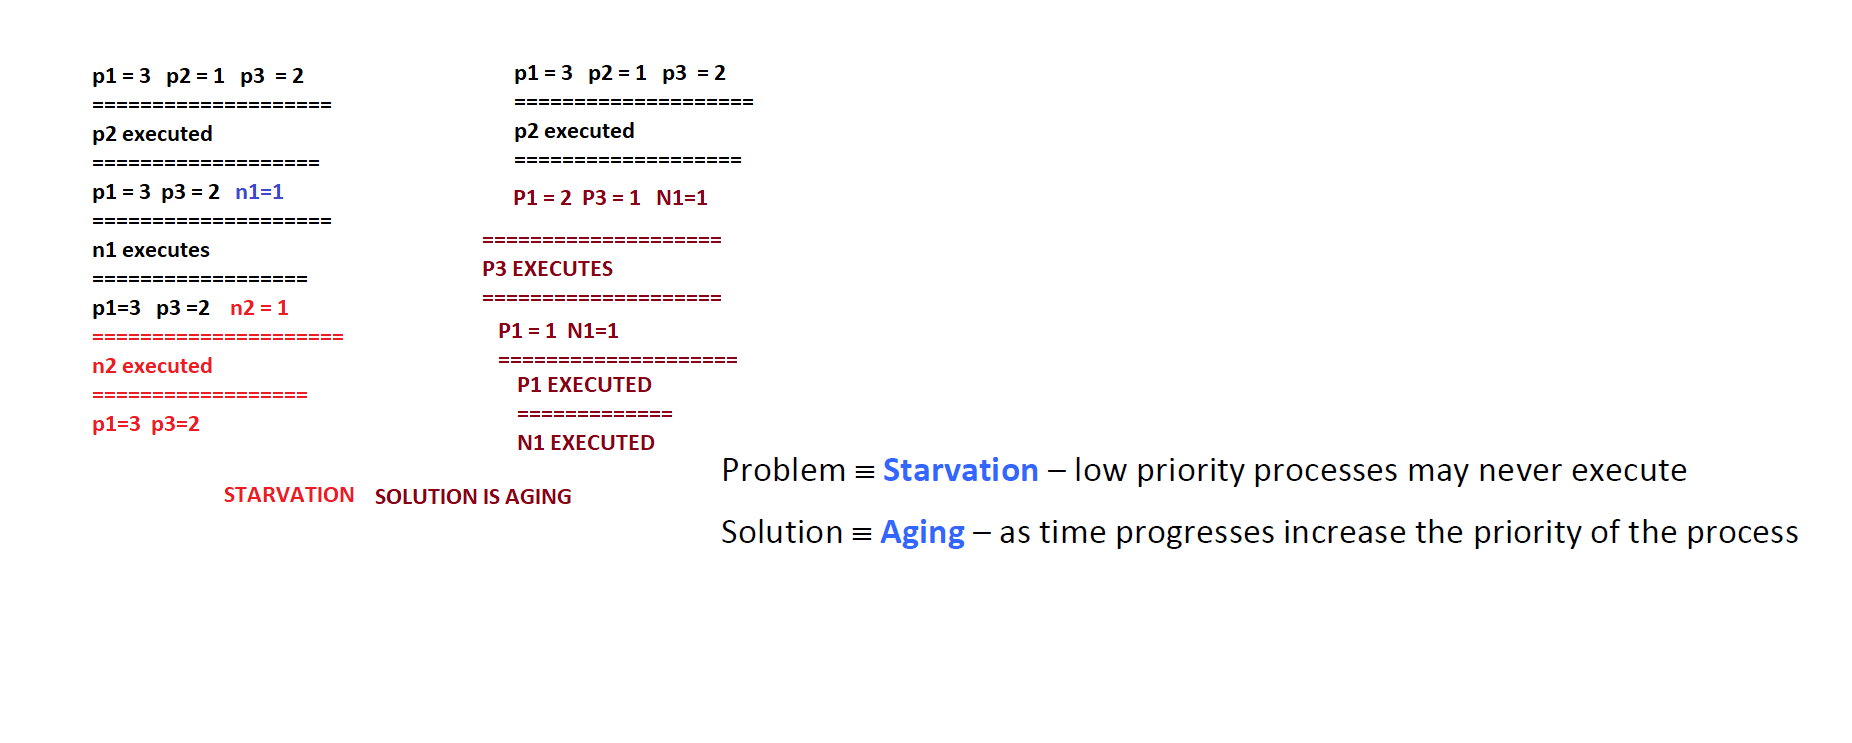 p1 = 3 p2 = 1 p3 = 2
====================
p2 executed
===================
p1 = 3 p3 = 2 n1=1
====================
n1 executes
==================
p1=3 p3 =2 n2 = 1
=====================
n2 executed
==================
p1=3 p3=2
STARVATION
p1 = 3 p2 = 1 p3 = 2
====================
p2 executed
===================
P1 = 2 P3 = 1 N1=1
====================
P3 EXECUTES
====================
P1 = 1 N1=1
====================
P1 EXECUTED
=============
N1 EXECUTED
SOLUTION IS AGING
Problem ≡ Starvation – low priority processes may never execute
Solution ≡ Aging – as time progresses increase the priority of the process